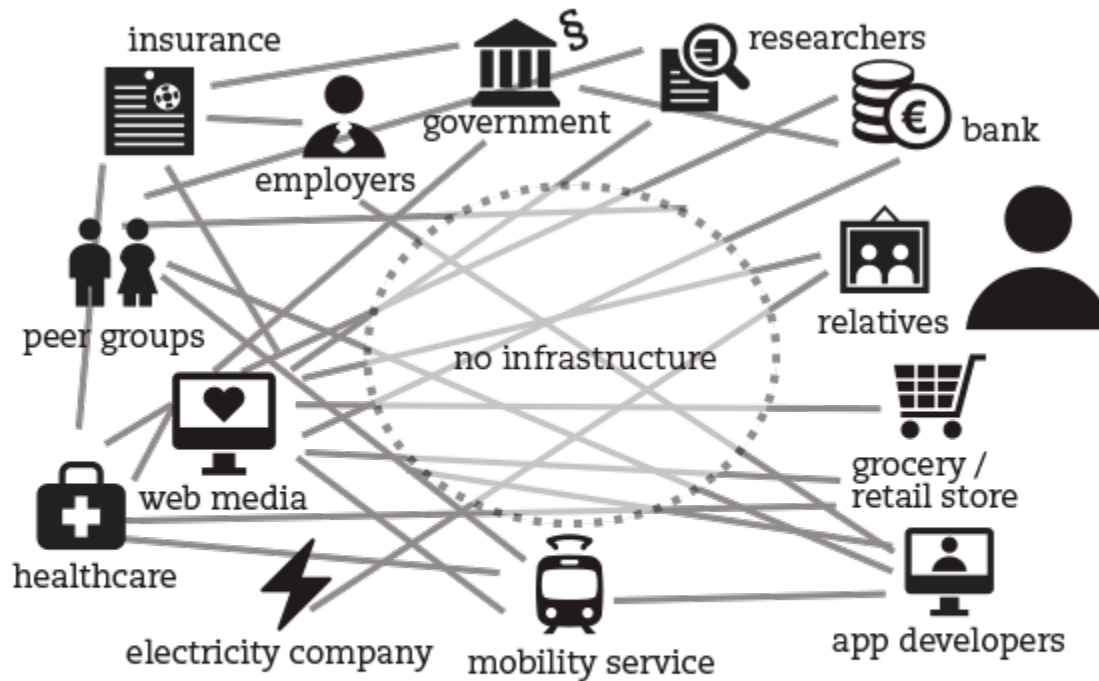 insurance
§
researchers
government
€
bank
employers
relatives
peer groups
no infrastructure
grocery /
retail store
web media
healthcare
app developers
electricity company
mobility service